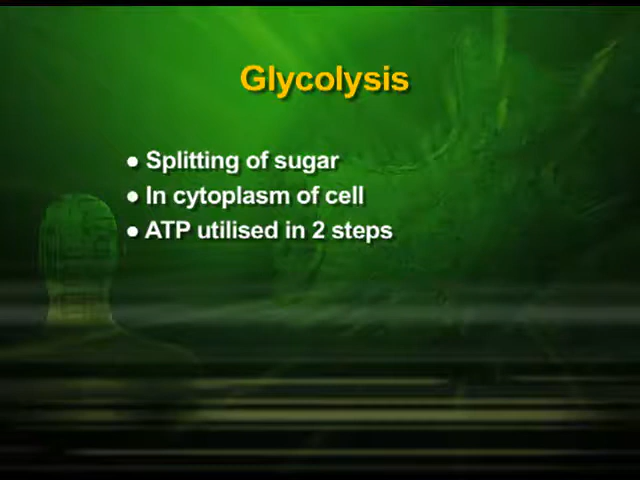 Glycolysis
● Splitting of sugar
● In cytoplasm of cell
● ATP utilised in 2 steps